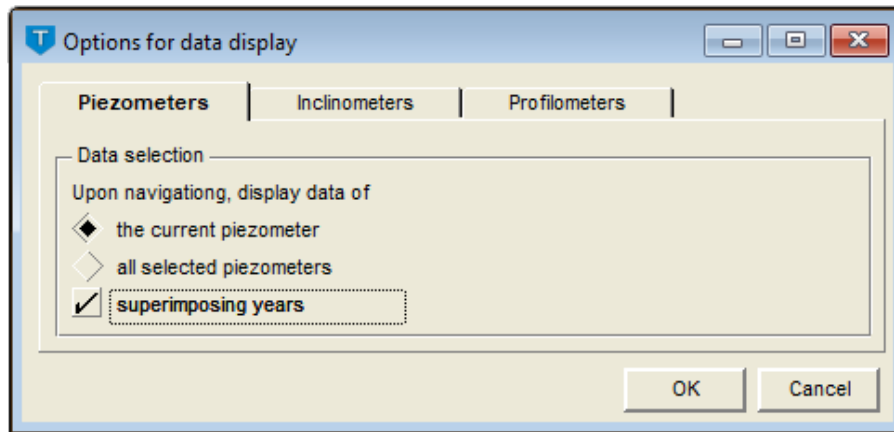 Options for data display
Piezometers Inclinometers Profilometers
Data selection
Upon navigationg, display data of
the current piezometer
all selected piezometers
superimposing years
OK Cancel